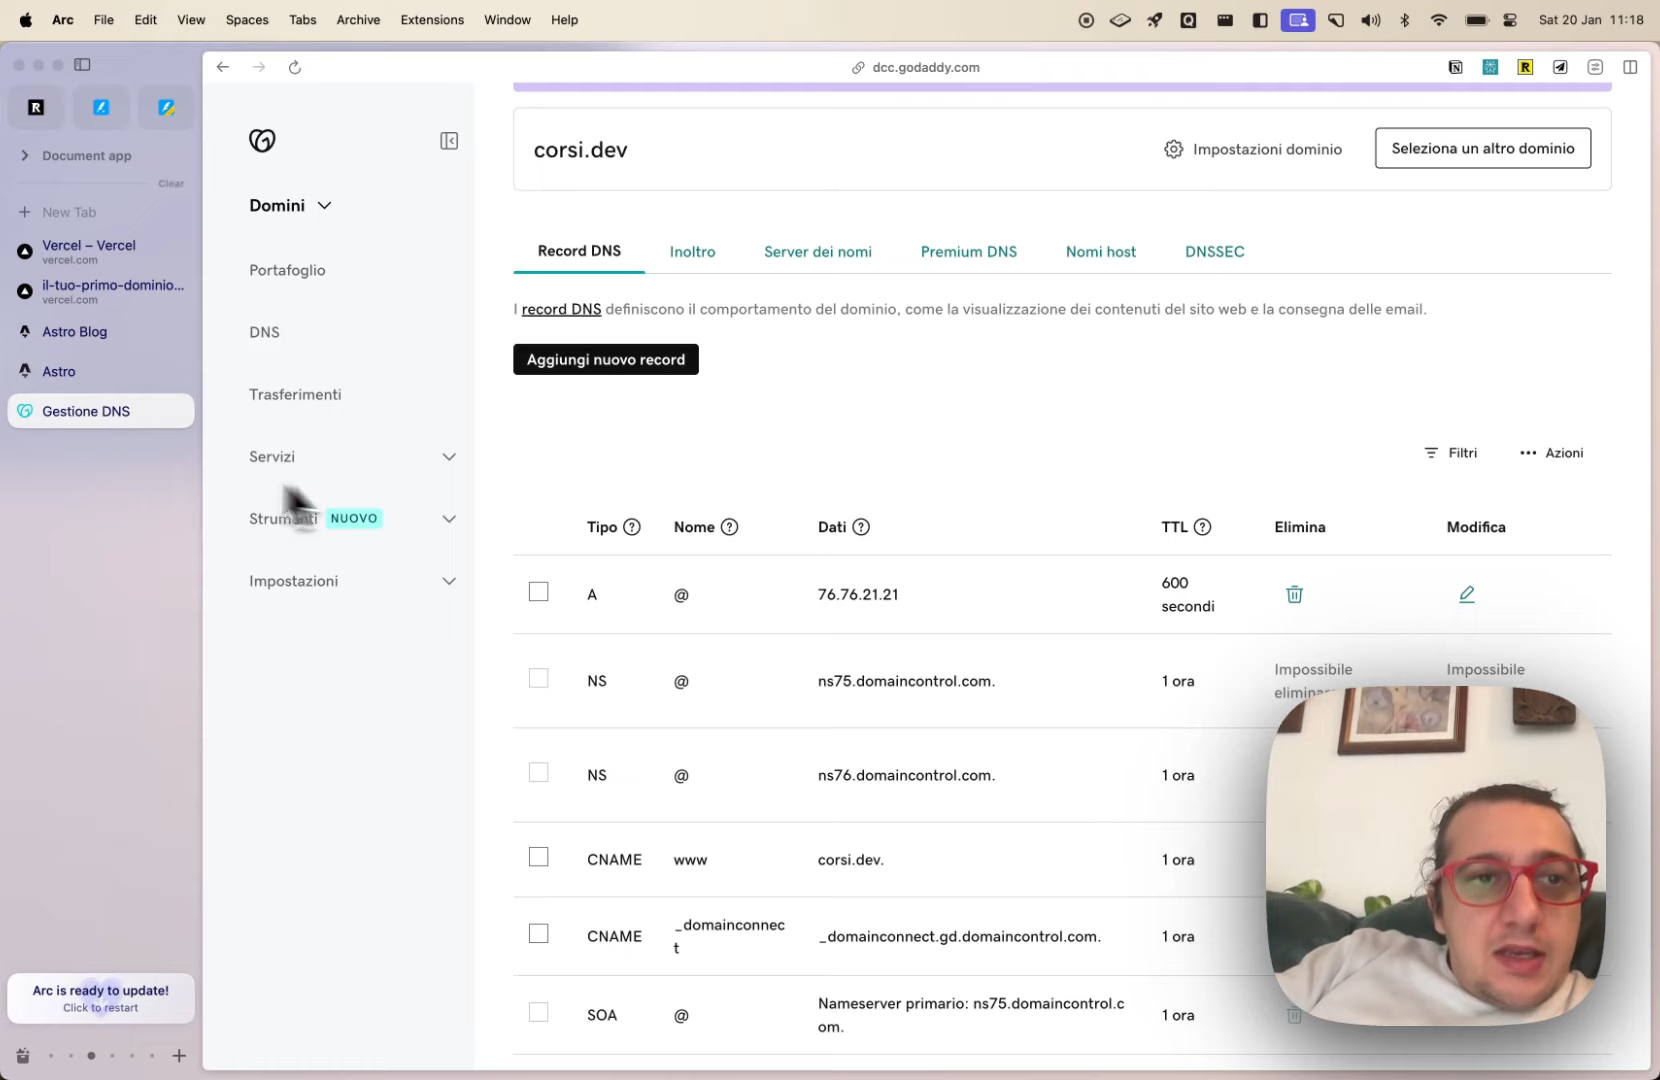 Arc File Edit View Spaces Tabs Archive Extensions Window Help Sat 20 Jan 11:18
dcc.godaddy.com
Document app
Clear
New Tab
Vercel – Vercel
vercel.com
il-tuo-primo-dominio...
vercel.com
Astro Blog
Astro
Gestione DNS
Arc is ready to update!
Click to restart
Domini
Portafoglio
DNS
Trasferimenti
Servizi
Strumenti NUOVO
Impostazioni
corsi.dev
Impostazioni dominio
Seleziona un altro dominio
Record DNS Inoltro Server dei nomi Premium DNS Nomi host DNSSEC
I record DNS definiscono il comportamento del dominio, come la visualizzazione dei contenuti del sito web e la consegna delle email.
Aggiungi nuovo record
Filtri Azioni
Tipo Nome Dati TTL Elimina Modifica
A @ 76.76.21.21 600 secondi
NS @ ns75.domaincontrol.com. 1 ora Impossibile Impossibile
NS @ ns76.domaincontrol.com. 1 ora
CNAME www corsi.dev. 1 ora
CNAME _domainconnect _domainconnect.gd.domaincontrol.com. 1 ora
SOA @ Nameserver primario: ns75.domaincontrol.com. 1 ora